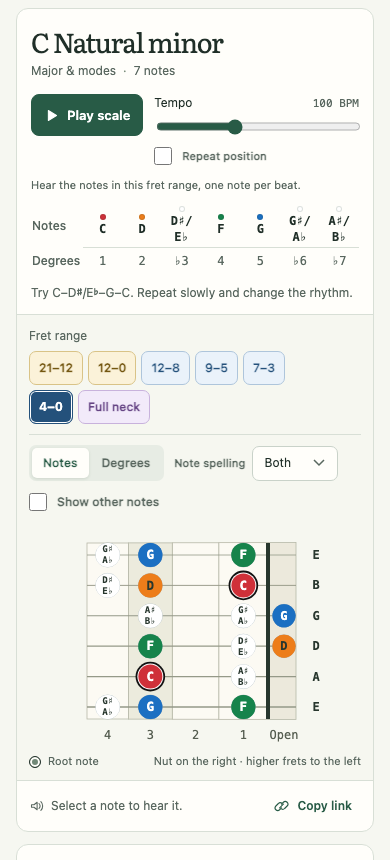 C Natural minor
Major & modes · 7 notes
Play scale
Tempo 100 BPM
Repeat position
Hear the notes in this fret range, one note per beat.
Notes C D D♯/E♭ F G G♯/A♭ A♯/B♭
Degrees 1 2 ♭3 4 5 ♭6 ♭7
Try C–D♯/E♭–G–C. Repeat slowly and change the rhythm.
Fret range
21–12 12–0 12–8 9–5 7–3
4–0 Full neck
Notes Degrees Note spelling Both
Show other notes
G♯ A♭ G F E
D♯ E♭ D C B
A♯ B♭ G♯ A♭ G G
F D♯ E♭ D D
C A♯ B♭ A
G♯ A♭ G F E
4 3 2 1 Open
Root note Nut on the right · higher frets to the left
Select a note to hear it. Copy link